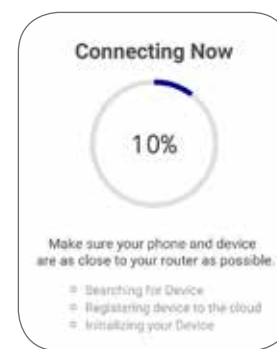 Connecting Now
10%
Make sure your phone and device
are as close to your router as possible.
Searching for Device
Registering device to the cloud
Initializing your Device